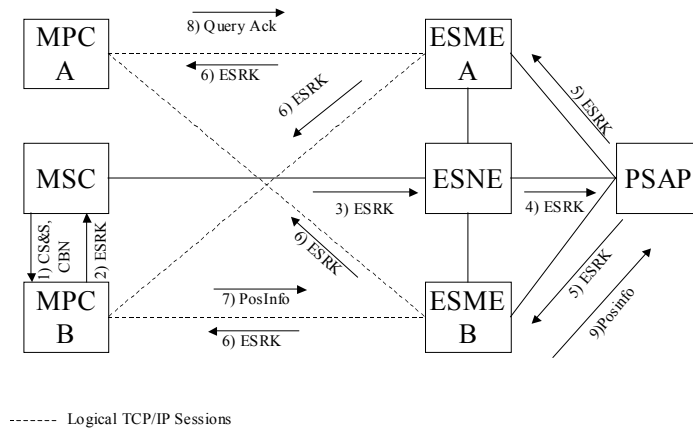 8) Query Ack
MPC
A
ESME
A
6) ESRK
6) ESRK
5) ESRK
MSC
ESNE
PSAP
3) ESRK
4) ESRK
1) CS&S,
CBN
2) ESRK
6) ESRK
5) ESRK
9)Posinfo
MPC
B
7) PosInfo
ESME
B
6) ESRK
Logical TCP/IP Sessions